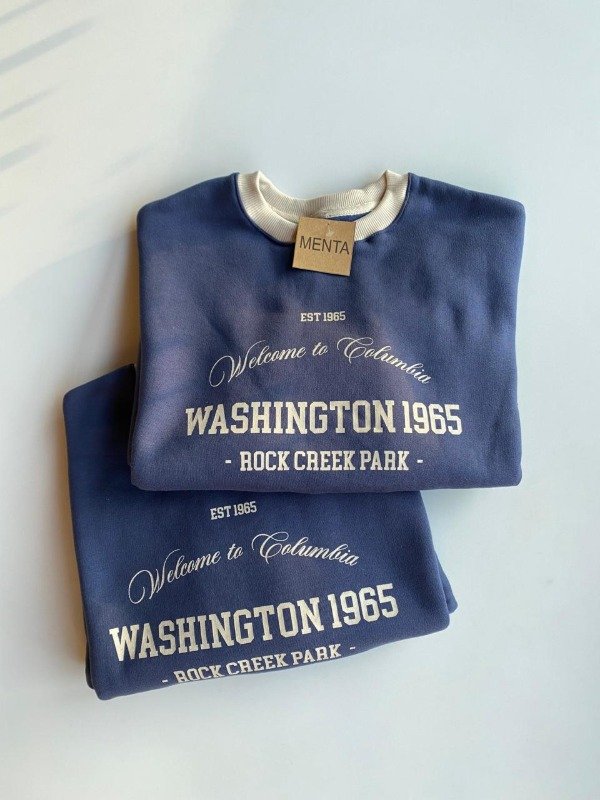 MENTA
EST 1965
Welcome to Columbia
WASHINGTON 1965
- ROCK CREEK PARK -
EST 1965
Welcome to Columbia
WASHINGTON 1965
- ROCK CREEK PARK -